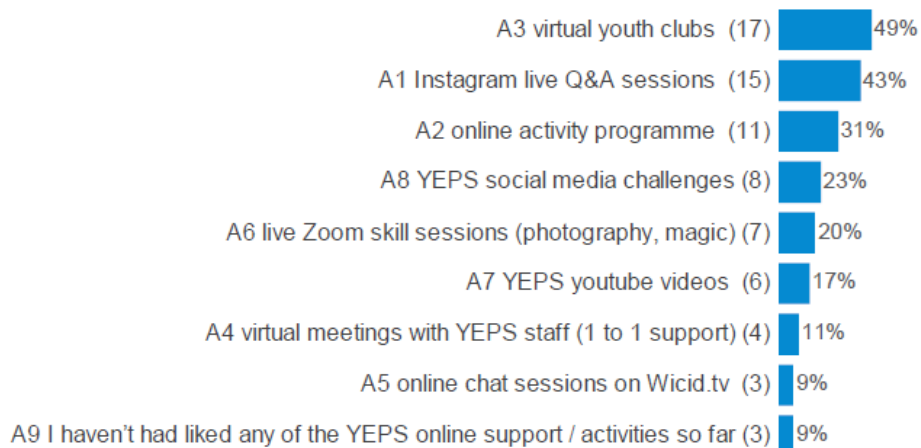 A3 virtual youth clubs (17) 49%
A1 Instagram live Q&A sessions (15) 43%
A2 online activity programme (11) 31%
A8 YEPS social media challenges (8) 23%
A6 live Zoom skill sessions (photography, magic) (7) 20%
A7 YEPS youtube videos (6) 17%
A4 virtual meetings with YEPS staff (1 to 1 support) (4) 11%
A5 online chat sessions on Wicid.tv (3) 9%
A9 I haven't had liked any of the YEPS online support / activities so far (3) 9%